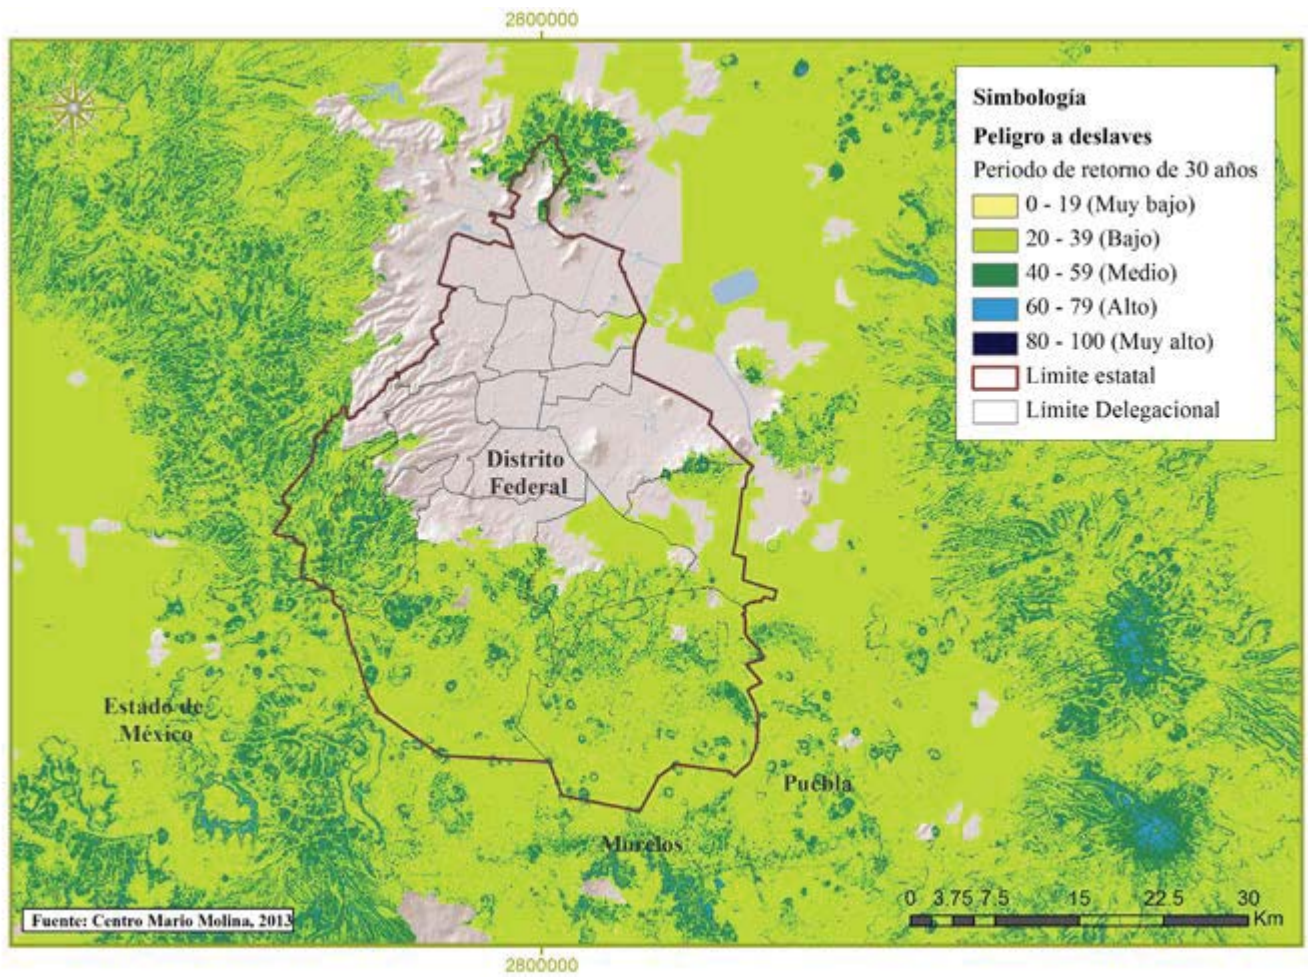 2800000
Simbología
Peligro a deslaves
Periodo de retorno de 30 años
0 - 19 (Muy bajo)
20 - 39 (Bajo)
40 - 59 (Medio)
60 - 79 (Alto)
80 - 100 (Muy alto)
Limite estatal
Limite Delegacional
Distrito
Federal
Estado de
México
Puebla
Morelos
0 3.75 7.5 15 22.5 30
Km
Fuente: Centro Mario Molina, 2013
2800000